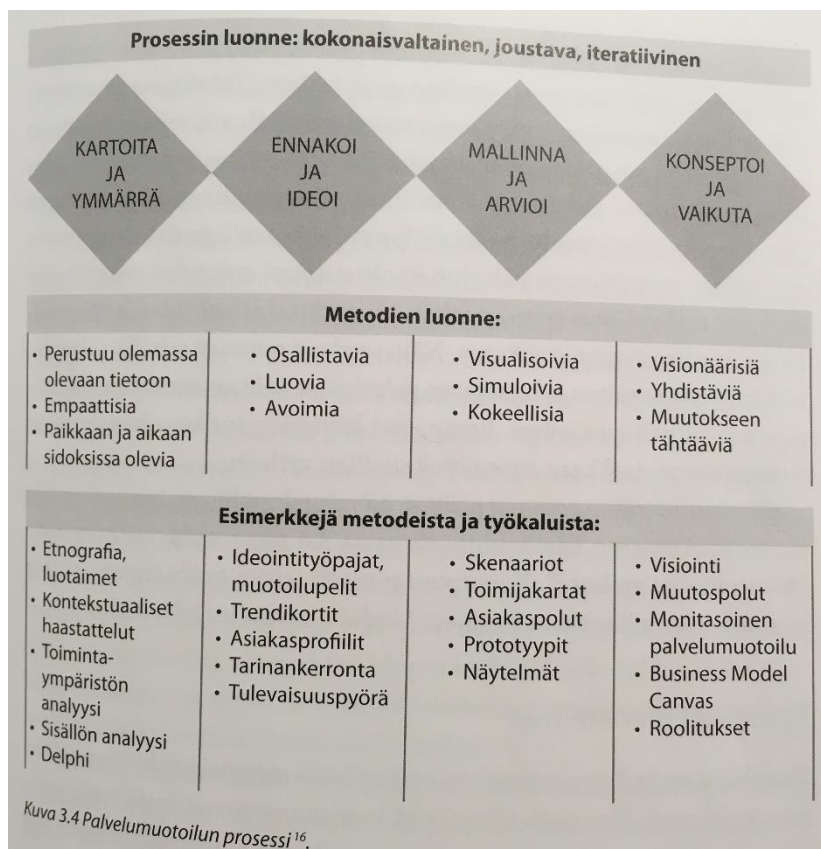 Prosessin luonne: kokonaisvaltainen, joustava, iteratiivinen
KARTOITA
JA
YMMÄRRÄ
ENNAKOI
JA
IDEOI
MALLINNA
JA
ARVIOI
KONSEPTOI
JA
VAIKUTA
Metodien luonne:
• Perustuu olemassa
olevaan tietoon
• Empaattisia
• Paikkaan ja aikaan
sidoksissa olevia
• Osallistavia
• Luovia
• Avoimia
• Visualisoivia
• Simuloivia
• Kokeellisia
• Visionäärisiä
• Yhdistäviä
• Muutokseen
tähtääviä
Esimerkkejä metodeista ja työkaluista:
• Etnografia,
luotaimet
• Kontekstuaaliset
haastattelut
• Toiminta-
ympäristön
analyysi
• Sisällön analyysi
• Delphi
• Ideointityöpajat,
muotoilupelit
• Trendikortit
• Asiakasprofiilit
• Tarinankerronta
• Tulevaisuuspyörä
• Skenaariot
• Toimijakartat
• Asiakaspolut
• Prototyypit
• Näytelmät
• Visiointi
• Muutospolut
• Monitasoinen
palvelumuotoilu
• Business Model
Canvas
• Roolitukset
Kuva 3.4 Palvelumuotoilun prosessi 16.